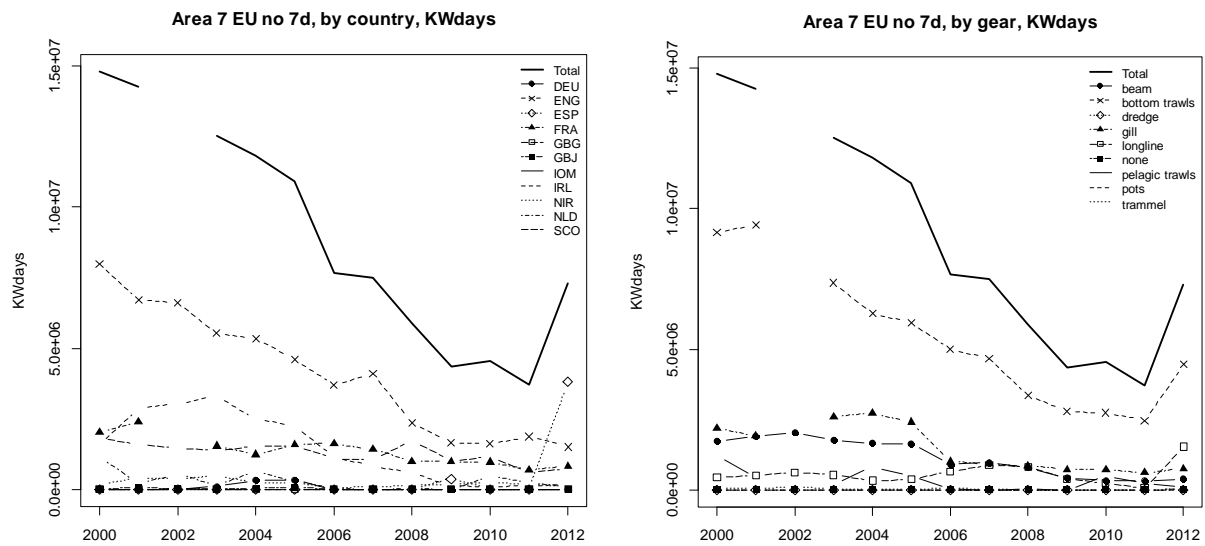 Area 7 EU no 7d, by country, KWdays
KWdays
1.5e+07
1.0e+07
5.0e+06
0.0e+00
2000 2002 2004 2006 2008 2010 2012
Total
DEU
ENG
ESP
FRA
GBG
GBJ
IOM
IRL
NIR
NLD
SCO
Area 7 EU no 7d, by gear, KWdays
KWdays
1.5e+07
1.0e+07
5.0e+06
0.0e+00
2000 2002 2004 2006 2008 2010 2012
Total
beam
bottom trawls
dredge
gill
longline
none
pelagic trawls
pots
trammel